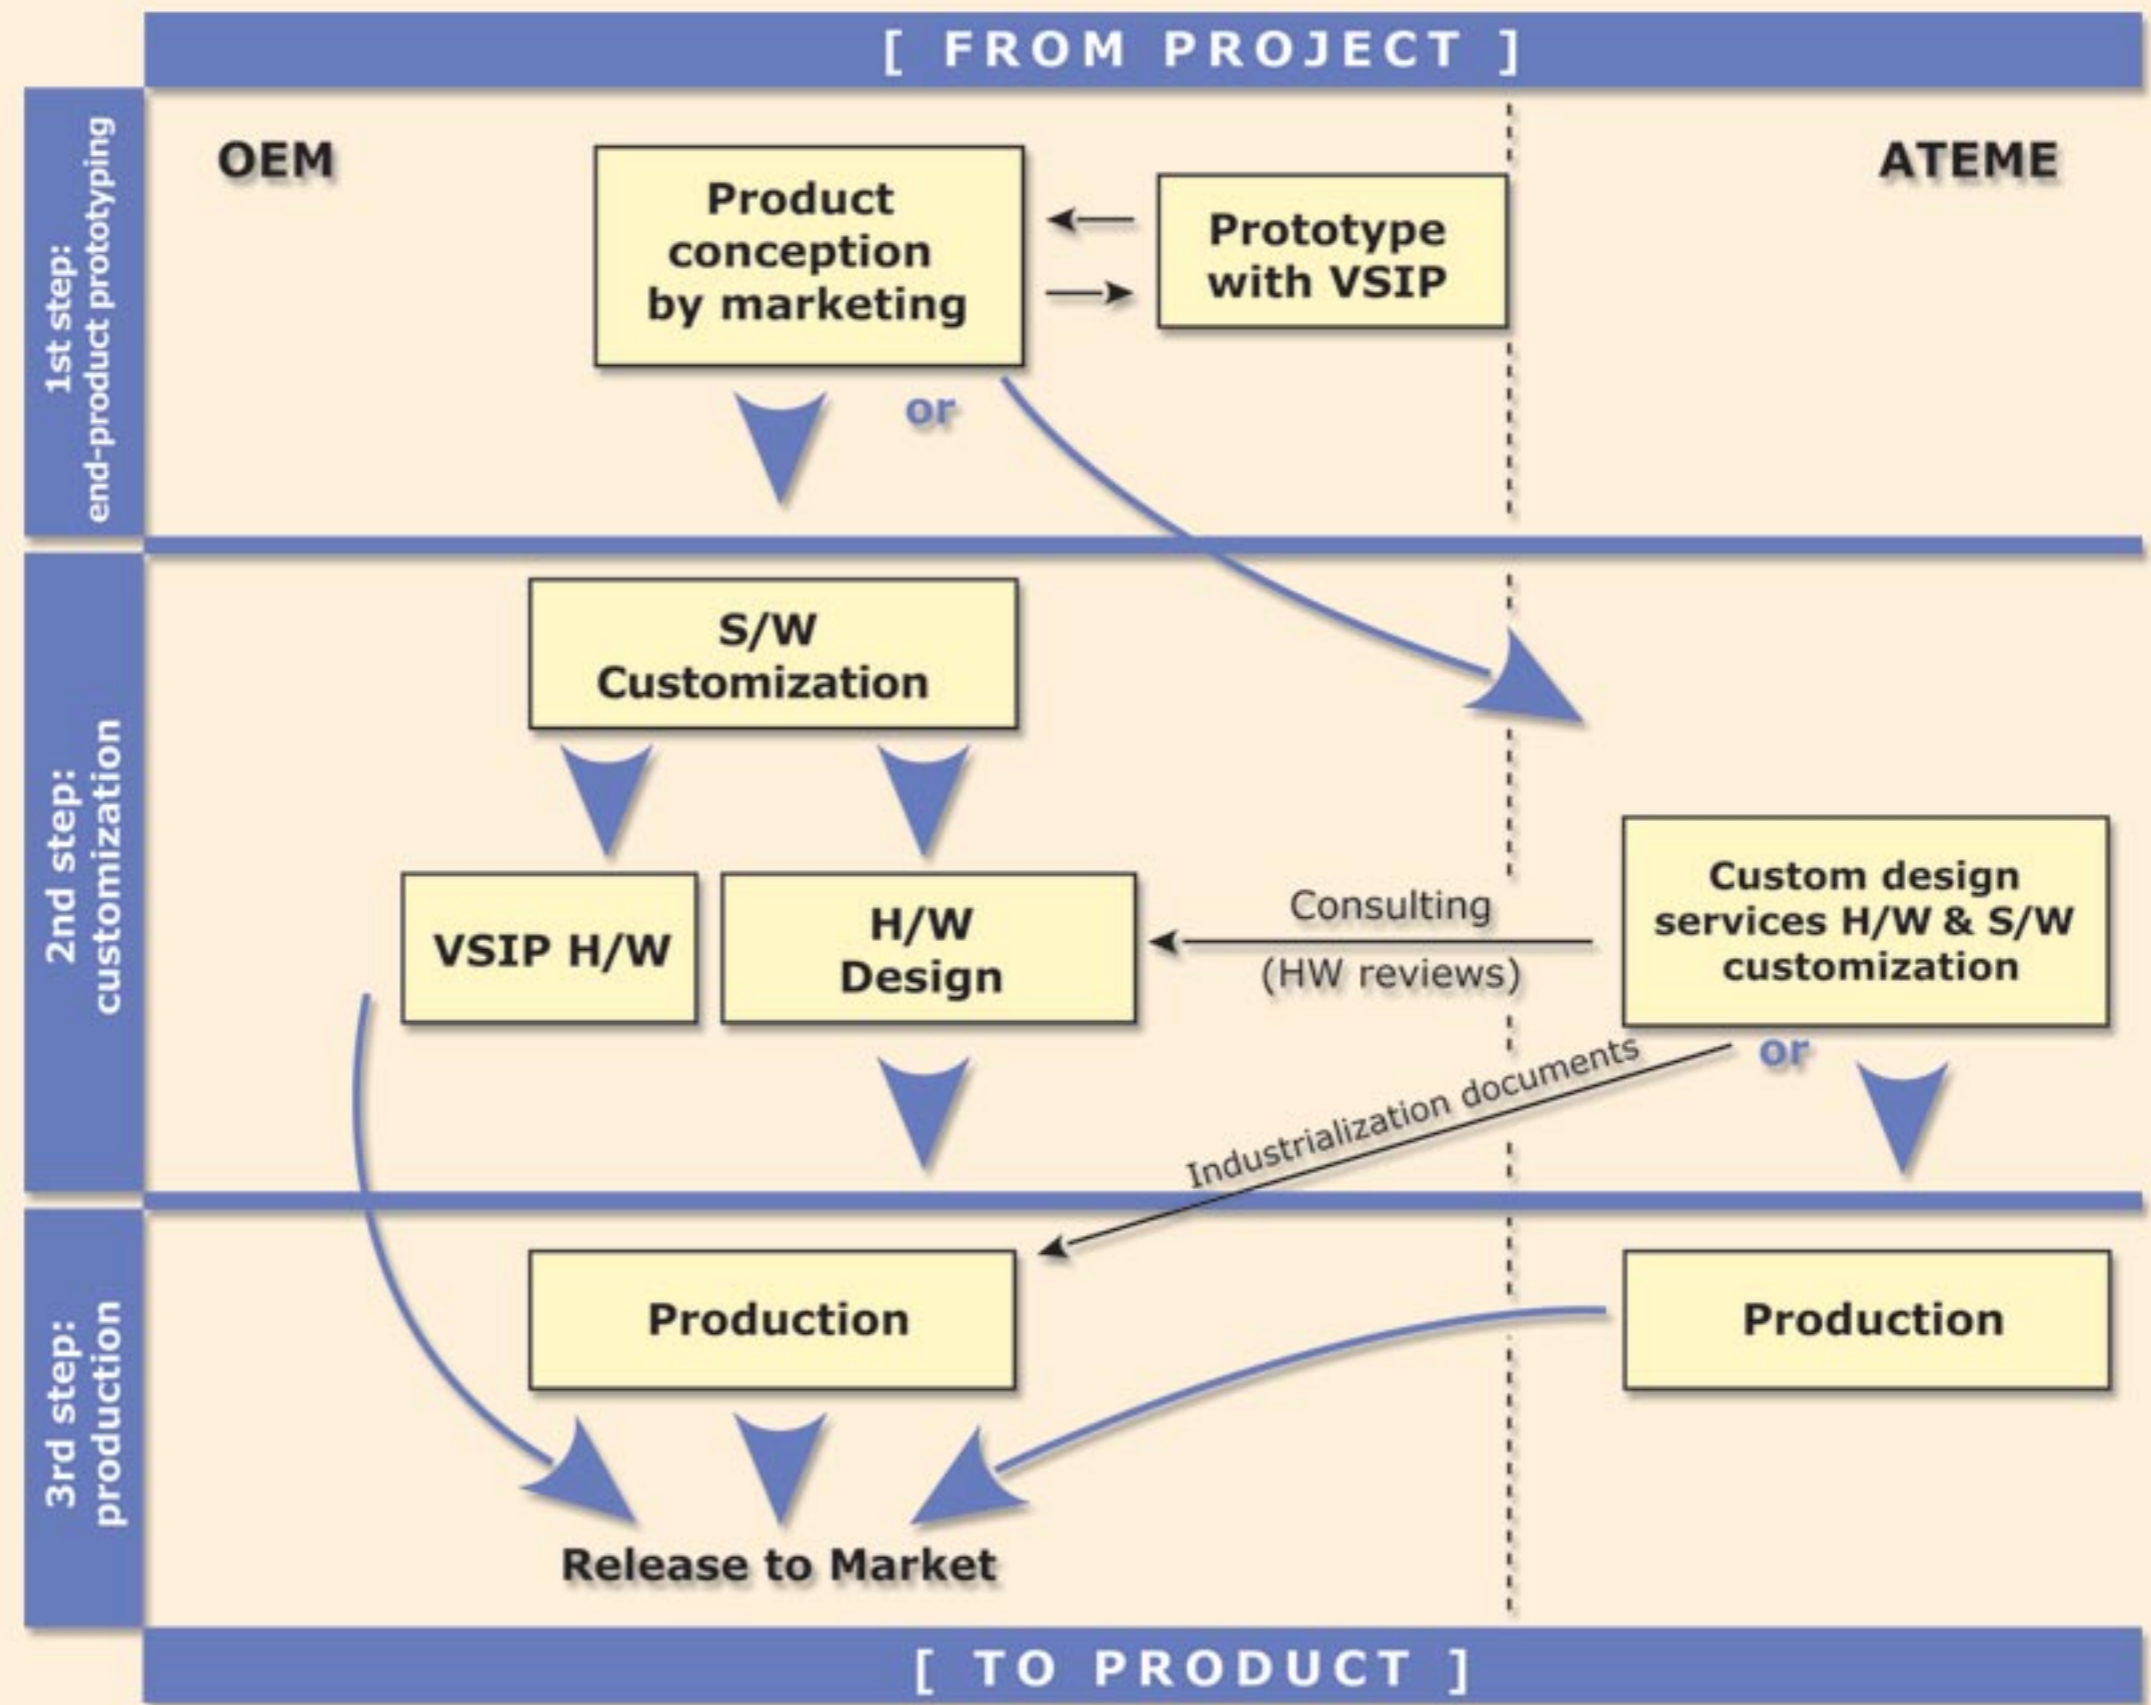 [ FROM PROJECT ]
1st step:
end-product prototyping
OEM
ATEME
Product
conception
by marketing
Prototype
with VSIP
or
2nd step:
customization
S/W
Customization
VSIP H/W
H/W
Design
Consulting
(HW reviews)
Custom design
services H/W & S/W
customization
or
Industrialization documents
3rd step:
production
Production
Production
Release to Market
[ TO PRODUCT ]